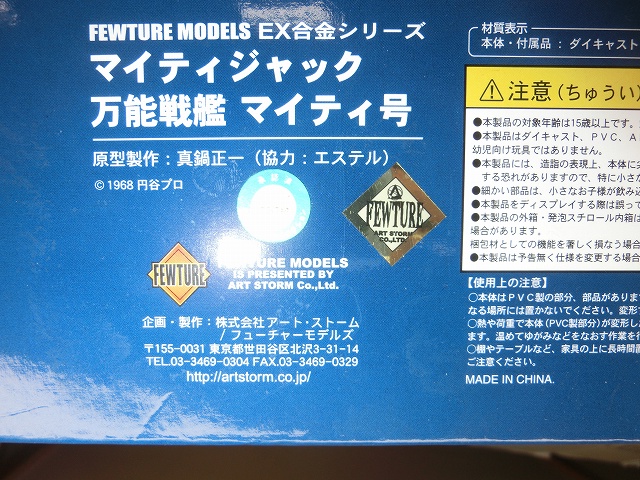 FEWTURE MODELS EX合金シリーズ
マイティジャック
万能戦艦 マイティ号
原型製作：真鍋正一（協力：エステル）
© 1968 円谷プロ
FEWTURE
ART STORM
CO.,LTD.
FEWTURE
FEWTURE MODELS
IS PRESENTED BY
ART STORM Co., Ltd.
企画・製作：株式会社アート・ストーム
/ フューチャーモデルズ
〒155-0031 東京都世田谷区北沢3-31-14
TEL.03-3469-0304 FAX.03-3469-0329
http://artstorm.co.jp/
材質表示
本体・付属品：ダイキャスト
注意（ちゅうい）
●本製品の対象年齢は15歳以上です。
●本製品はダイキャスト、PVC、A
幼児向け玩具ではありません。
●本製品には、造脂の表現上、本体に
する恐れがありますので、特に小さな
●細かい部品は、小さなお子様が飲み込
●本製品をディスプレイする際は誤って
●本製品の外箱・発泡スチロール内箱は
場合があります。
梱包材としての機能を著しく損なう場合
●本製品は予告無く仕様を変更する場合
【使用上の注意】
○本体はPVC製の部分、部品がありま
なる場所には置かないでください。変形
○熱や荷重で本体(PVC製部分)が変形し
ます。温めてゆがみなどをなおす作業を
○棚やテーブルなど、家具の上に長時間
ご注意ください。
MADE IN CHINA.